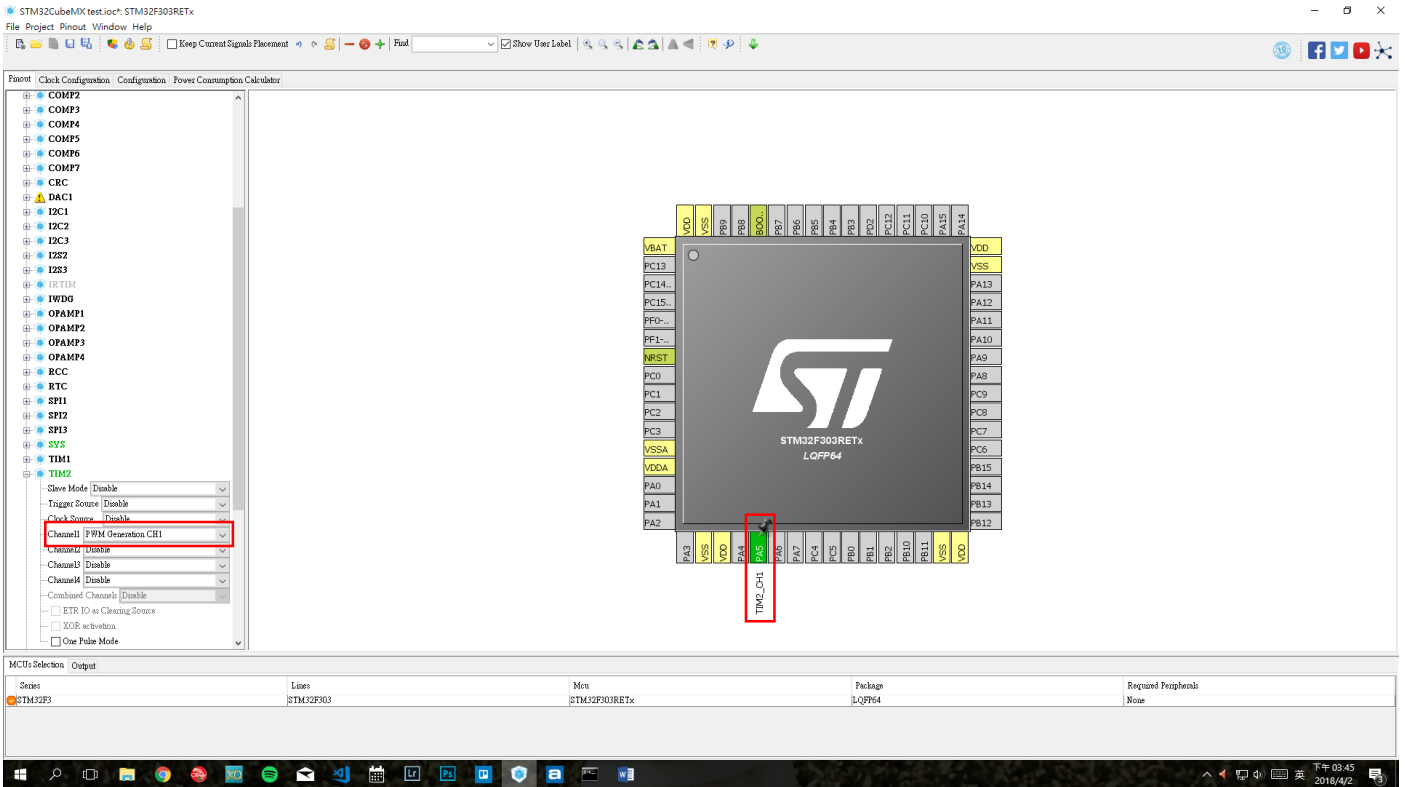 STM32CubeMX test.ioc*: STM32F303RETx
File Project Pinout Window Help
Keep Current Signals Placement Find Show User Label
Pinout Clock Configuration Configuration Power Consumption Calculator
COMP2
COMP3
COMP4
COMP5
COMP6
COMP7
CRC
DAC1
I2C1
I2C2
I2C3
I2S2
I2S3
IRTIM
IWDG
OPAMP1
OPAMP2
OPAMP3
OPAMP4
RCC
RTC
SPI1
SPI2
SPI3
SYS
TIM1
TIM2
Slave Mode Disable
Trigger Source Disable
Clock Source Disable
Channel1 PWM Generation CH1
Channel2 Disable
Channel3 Disable
Channel4 Disable
Combined Channels Disable
ETR IO as Clearing Source
XOR activation
One Pulse Mode
VDD VSS PB9 PB8 BOO.. PB7 PB6 PB5 PB4 PB3 PD2 PC12 PC11 PC10 PA15 PA14
VBAT
PC13
PC14..
PC15..
PF0-..
PF1-..
NRST
PC0
PC1
PC2
PC3
VSSA
VDDA
PA0
PA1
PA2
ST
STM32F303RETx
LQFP64
VDD
VSS
PA13
PA12
PA11
PA10
PA9
PA8
PC9
PC8
PC7
PC6
PB15
PB14
PB13
PB12
PA3 VSS VDD PA4 PA5 PA6 PA7 PC4 PC5 PB0 PB1 PB2 PB10 PB11 VSS VDD
TIM2_CH1
MCUs Selection Output
Series Lines Mcu Package Required Peripherals
STM32F3 STM32F303 STM32F303RETx LQFP64 None
Lr Ps W
英
下午 03:45
2018/4/2
3